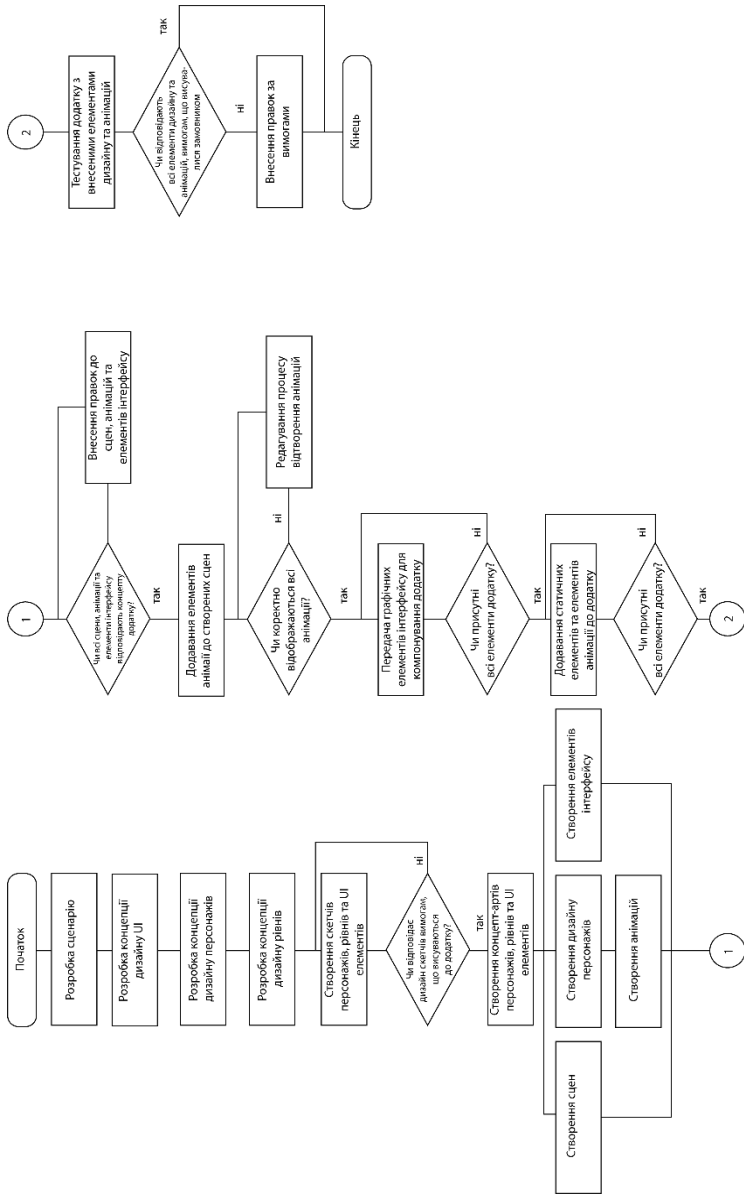 Початок
Розробка сценарію
Розробка концепції
дизайну UI
Розробка концепції
дизайну персонажів
Розробка концепції
дизайну рівнів
Створення скетчів
персонажів, рівнів та UI
елементів
Чи відповідає
дизайн скетчів вимогам,
що висуваються
до додатку?
ні
так
Створення концепт-артів
персонажів, рівнів та UI
елементів
Створення сцен
Створення дизайну
персонажів
Створення елементів
інтерфейсу
Створення анімацій
1
1
Чи всі сцени, анімації та
елементи інтерфейсу
відповідають концепту
додатку?
Внесення правок до
сцен, анімацій та
елементів інтерфейсу
так
Додавання елементів
анімаїї до створених сцен
Чи коректно
відображаються всі
анімації?
ні
Редагування процесу
відтворення анімацій
так
Передача графічних
елементів інтерфейсу для
компонування додатку
Чи присутні
всі елементи додатку?
ні
так
Додавання статичних
елементів та елементів
анімації до додатку
Чи присутні
всі елементи додатку?
ні
так
2
2
Тестування додатку з
внесеними елементами
дизайну та анімацій
Чи відповідають
всі елементи дизайну та
анімацій, вимогам, що висува-
лися замовником
так
ні
Внесення правок за
вимогами
Кінець